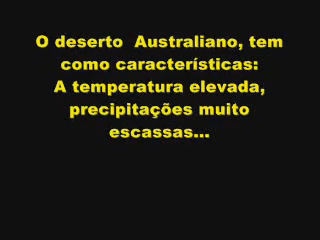 O deserto  Australiano, tem
como características:
A temperatura elevada,
precipitações muito
escassas...